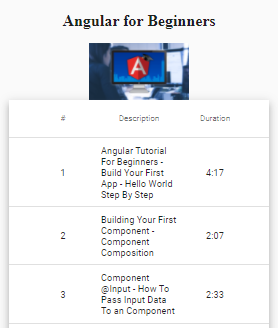 Angular for Beginners
# Description Duration
1 Angular Tutorial
For Beginners -
Build Your First
App - Hello World
Step By Step 4:17
2 Building Your First
Component -
Component
Composition 2:07
3 Component
@Input - How To
Pass Input Data
To an Component 2:33